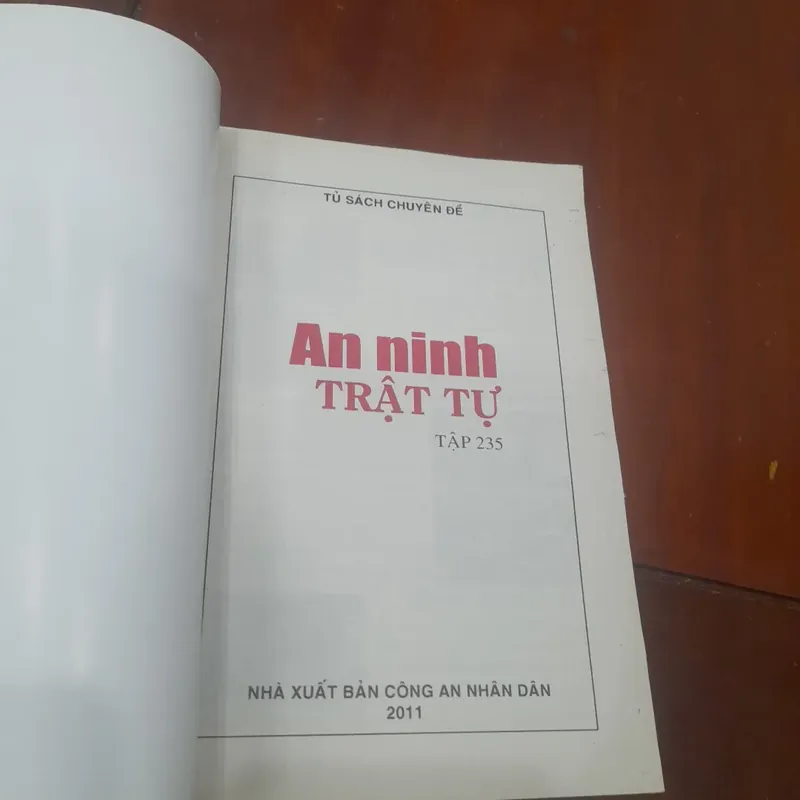 TỦ SÁCH CHUYÊN ĐỀ
An ninh
TRẬT TỰ
TẬP 235
NHÀ XUẤT BẢN CÔNG AN NHÂN DÂN
2011